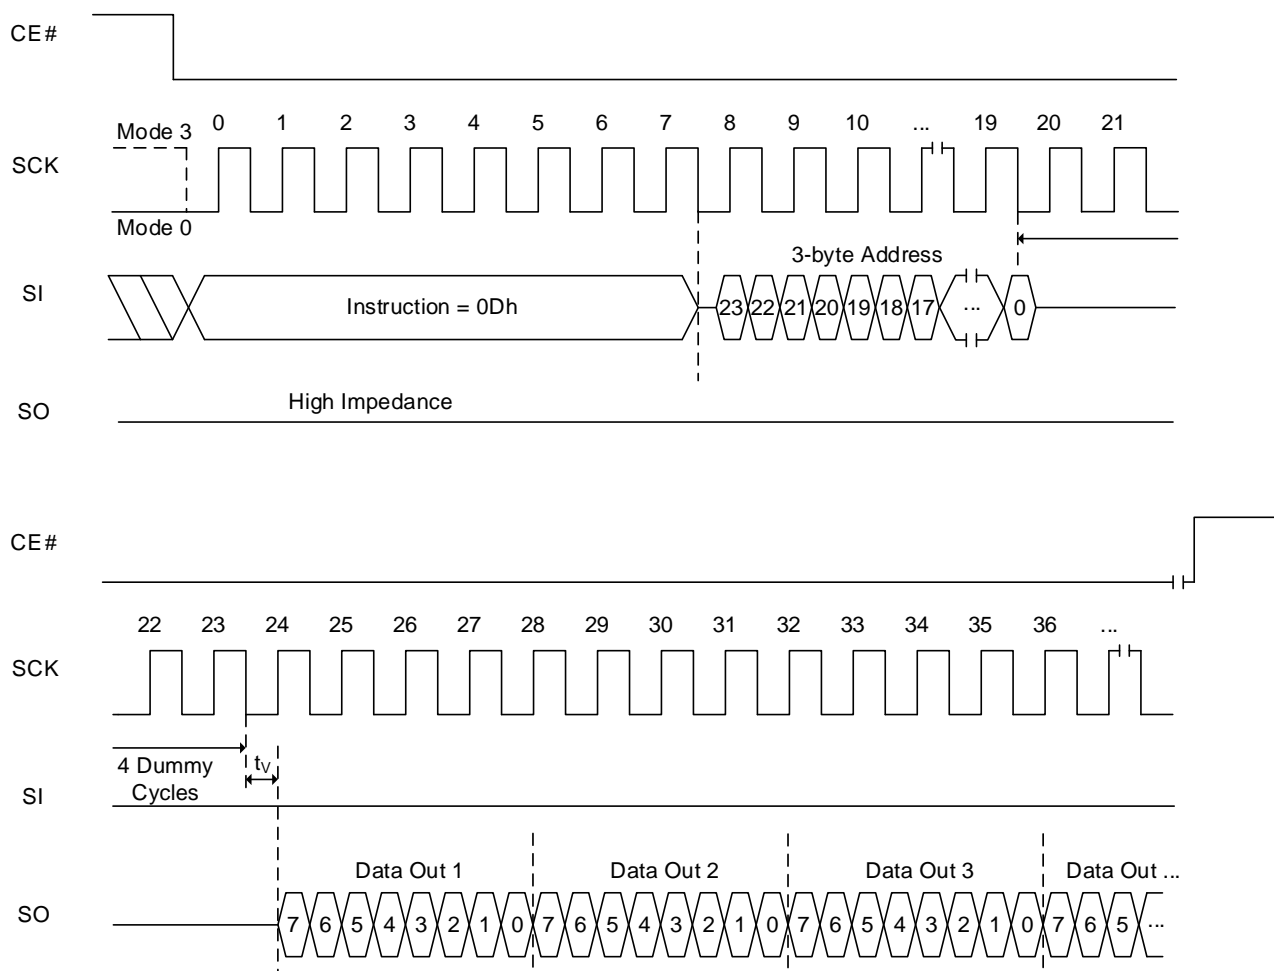 CE#
0 1 2 3 4 5 6 7 8 9 10 ... 19 20 21
Mode 3
SCK
Mode 0
3-byte Address
SI
Instruction = 0Dh
23 22 21 20 19 18 17 ... 0
High Impedance
SO
CE#
22 23 24 25 26 27 28 29 30 31 32 33 34 35 36 ...
SCK
4 Dummy
Cycles
tV
SI
Data Out 1 Data Out 2 Data Out 3 Data Out ...
SO
7 6 5 4 3 2 1 0 7 6 5 4 3 2 1 0 7 6 5 4 3 2 1 0 7 6 5 ...